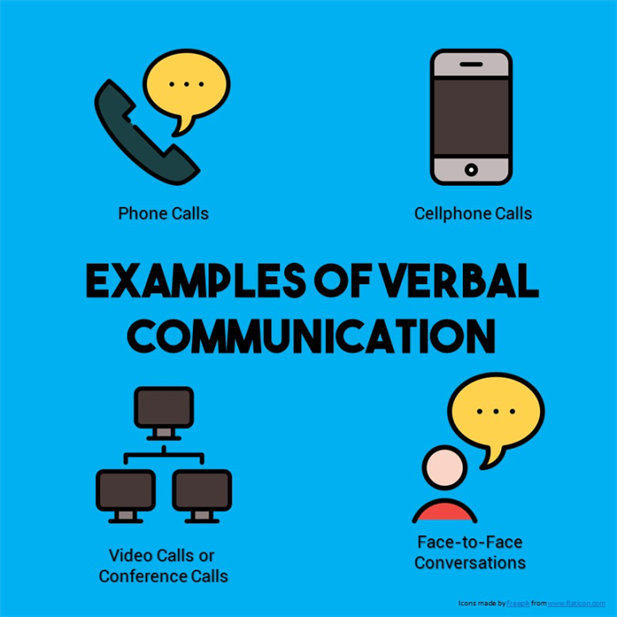 Phone Calls
Cellphone Calls
EXAMPLES OF VERBAL
COMMUNICATION
Video Calls or
Conference Calls
Face-to-Face
Conversations
Icons made by Freepik from www.flaticon.com